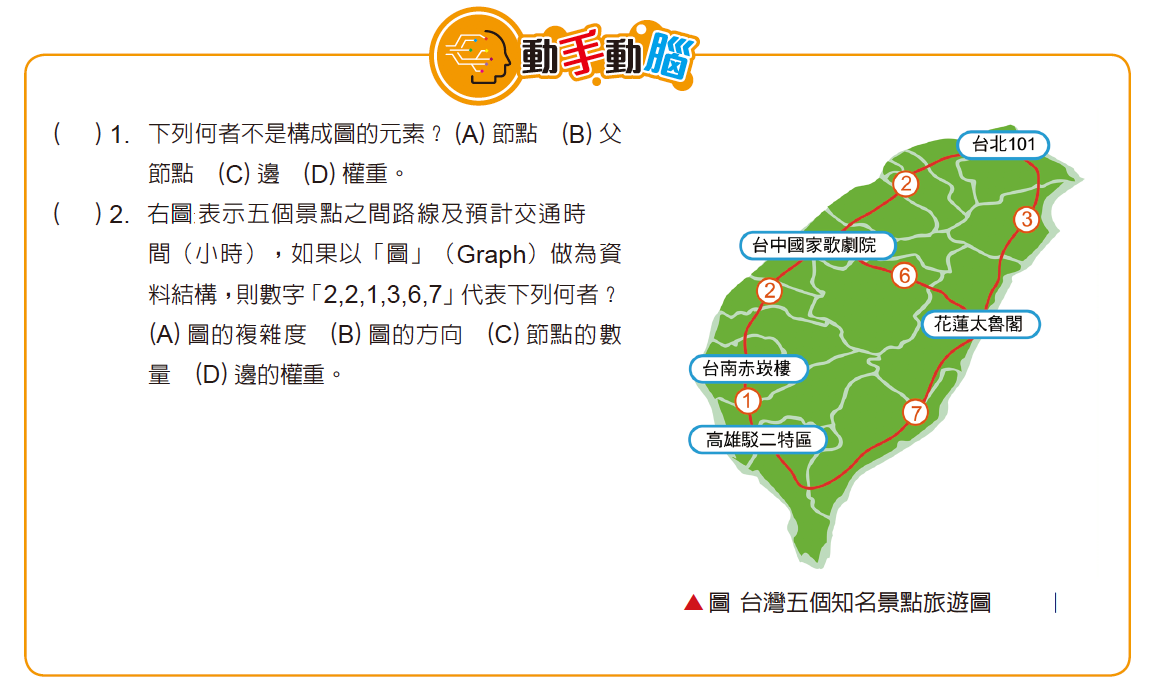 動手動腦
(　) 1. 下列何者不是構成圖的元素？ (A) 節點　(B) 父
節點　(C) 邊　(D) 權重。
(　) 2. 右圖:表示五個景點之間路線及預計交通時
間（小時），如果以「圖」（Graph）做為資
料結構，則數字「2,2,1,3,6,7」代表下列何者？
(A) 圖的複雜度　(B) 圖的方向　(C) 節點的數
量　(D) 邊的權重。
台北101
2
3
台中國家歌劇院
6
2
花蓮太魯閣
台南赤崁樓
1
7
高雄駁二特區
▲圖 台灣五個知名景點旅遊圖